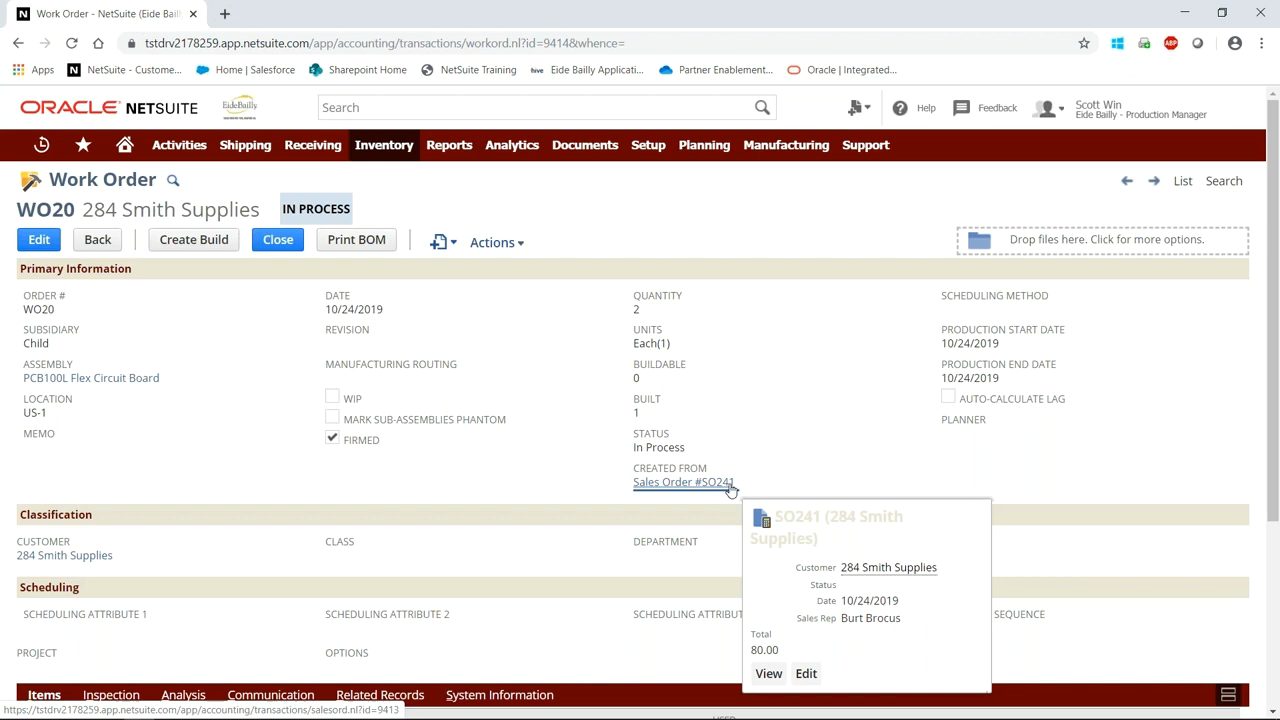 Work Order - NetSuite (Eide Bail
tstdrv2178259.app.netsuite.com/app/accounting/transactions/workord.nl?id=9414&whence=
Apps NetSuite - Custome... Home | Salesforce Sharepoint Home NetSuite Training hive Eide Bailly Applicati... Partner Enablement... Oracle | Integrated...
ORACLE NETSUITE EideBailly Search Help Feedback Scott Win
Eide Bailly - Production Manager
Activities Shipping Receiving Inventory Reports Analytics Documents Setup Planning Manufacturing Support
Work Order List Search
WO20 284 Smith Supplies IN PROCESS
Edit Back Create Build Close Print BOM Actions Drop files here. Click for more options.
Primary Information
ORDER # DATE QUANTITY SCHEDULING METHOD
WO20 10/24/2019 2
SUBSIDIARY REVISION UNITS PRODUCTION START DATE
Child Each(1) 10/24/2019
ASSEMBLY MANUFACTURING ROUTING BUILDABLE PRODUCTION END DATE
PCB100L Flex Circuit Board 0 10/24/2019
LOCATION WIP BUILT AUTO-CALCULATE LAG
US-1 1
MARK SUB-ASSEMBLIES PHANTOM PLANNER
MEMO FIRMED STATUS
In Process
CREATED FROM
Sales Order #SO241
SO241 (284 Smith
Supplies)
Customer 284 Smith Supplies
Status
Date 10/24/2019
Sales Rep Burt Brocus
Total
80.00
View Edit
Classification
CUSTOMER CLASS DEPARTMENT
284 Smith Supplies
Scheduling
SCHEDULING ATTRIBUTE 1 SCHEDULING ATTRIBUTE 2 SCHEDULING ATTRIBUT SEQUENCE
PROJECT OPTIONS
Items Inspection Analysis Communication Related Records System Information
https://tstdrv2178259.app.netsuite.com/app/accounting/transactions/salesord.nl?id=9413